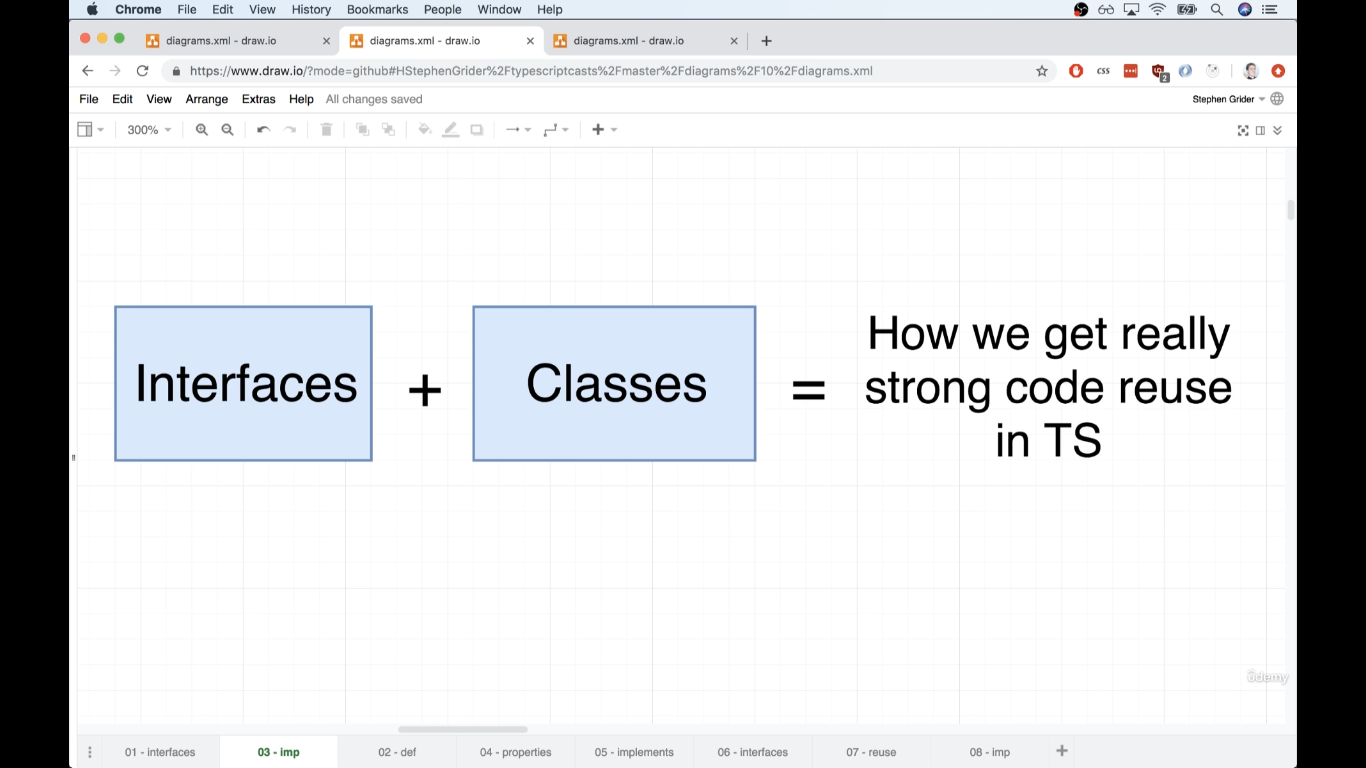 Chrome File Edit View History Bookmarks People Window Help
diagrams.xml - draw.io
diagrams.xml - draw.io
diagrams.xml - draw.io
https://www.draw.io/?mode=github#HStephenGrider%2Ftypescriptcasts%2Fmaster%2Fdiagrams%2F10%2Fdiagrams.xml
css
2
File Edit View Arrange Extras Help All changes saved
Stephen Grider
300%
Interfaces
+
Classes
=
How we get really
strong code reuse
in TS
ûdemy
01 - interfaces
03 - imp
02 - def
04 - properties
05 - implements
06 - interfaces
07 - reuse
08 - imp